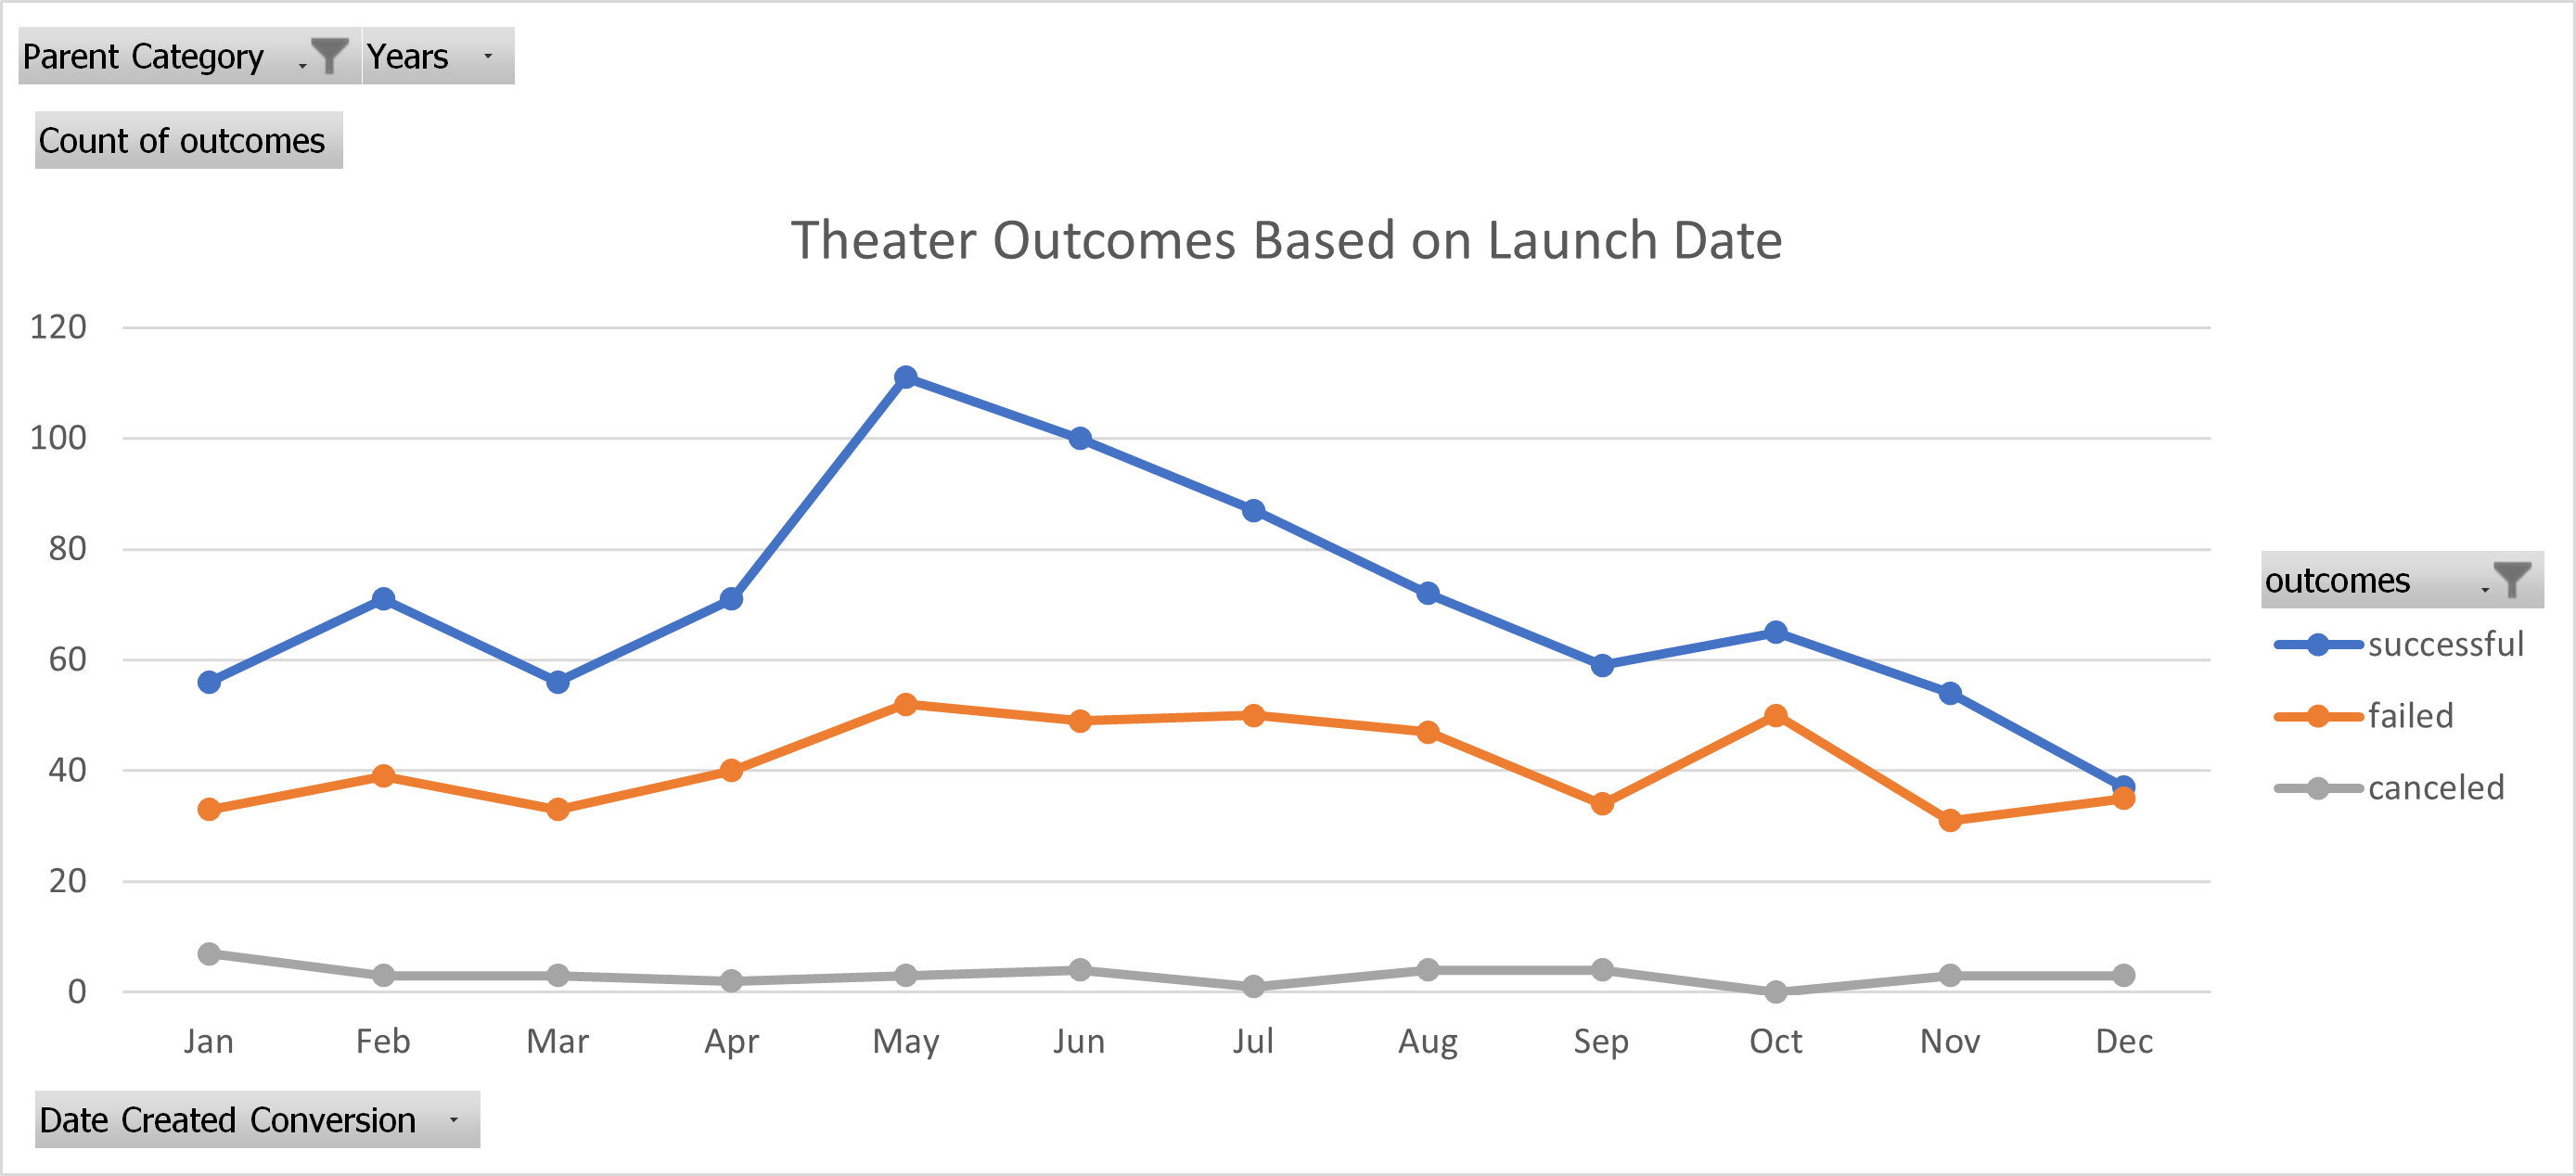 Parent Category Years
Count of outcomes
Theater Outcomes Based on Launch Date
120
100
80
60
40
20
0
Jan Feb Mar Apr May Jun Jul Aug Sep Oct Nov Dec
outcomes
successful
failed
canceled
Date Created Conversion